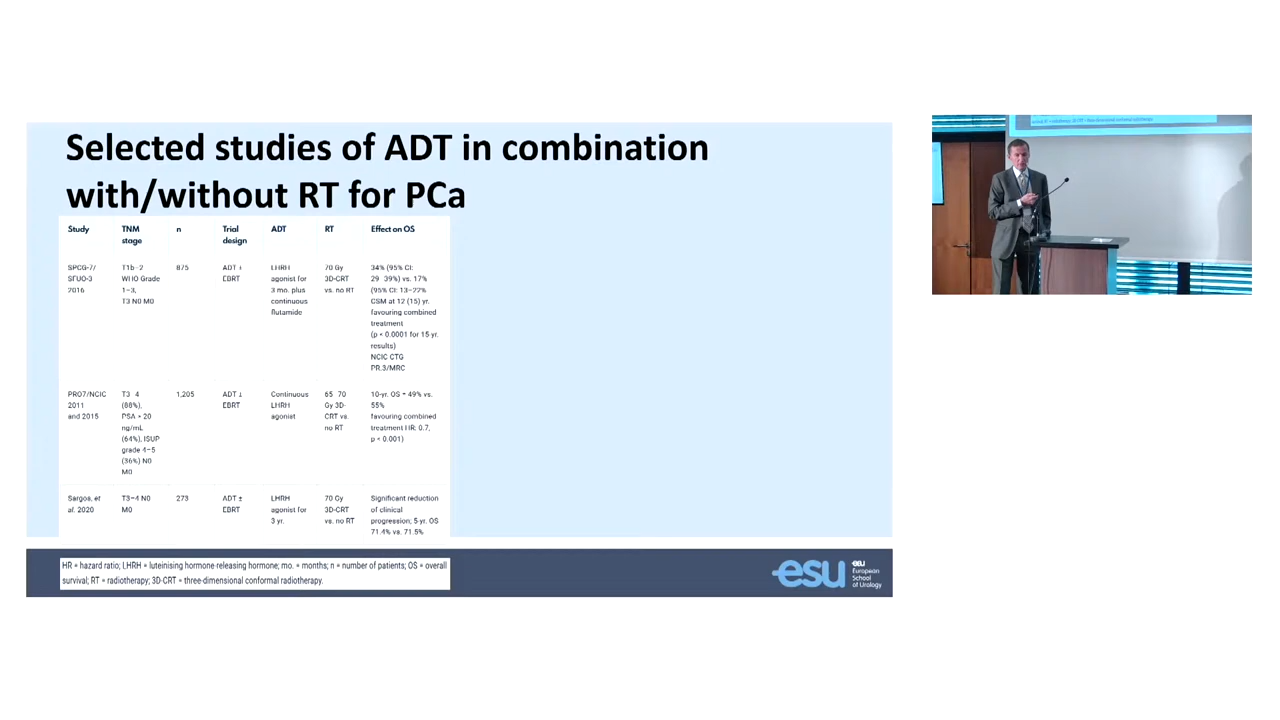 Selected studies of ADT in combination
with/without RT for PCa
Study TNM stage n Trial design ADT RT Effect on OS
SPCG-7/
SFUO-3
2016
T1b–2
WHO Grade
1–3,
T3 N0 M0
875
ADT ±
EBRT
LHRH
agonist for
3 mo. plus
continuous
flutamide
70 Gy
3D-CRT
vs. no RT
34% (95% CI:
29–39%) vs. 17%
(95% CI: 13–22%
CSM at 12 (15) yr.
favouring combined
treatment
(p < 0.0001 for 15 yr.
results)
NCIC CTG
PR.3/MRC
PRO7/NCIC
2011
and 2015
T3–4
(88%),
PSA > 20
ng/mL
(64%), ISUP
grade 4–5
(36%) N0
M0
1,205
ADT ±
EBRT
Continuous
LHRH
agonist
65–70
Gy 3D-
CRT vs.
no RT
10-yr. OS = 49% vs.
55%
favouring combined
treatment HR: 0.7,
p < 0.001)
Sargos, et
al. 2020
T3–4 N0
M0
273
ADT ±
EBRT
LHRH
agonist for
3 yr.
70 Gy
3D-CRT
vs. no RT
Significant reduction
of clinical
progression; 5-yr. OS
71.4% vs. 71.5%
HR = hazard ratio; LHRH = luteinising hormone-releasing hormone; mo. = months; n = number of patients; OS = overall
survival; RT = radiotherapy; 3D-CRT = three-dimensional conformal radiotherapy.
esu
eau
European
School
of Urology